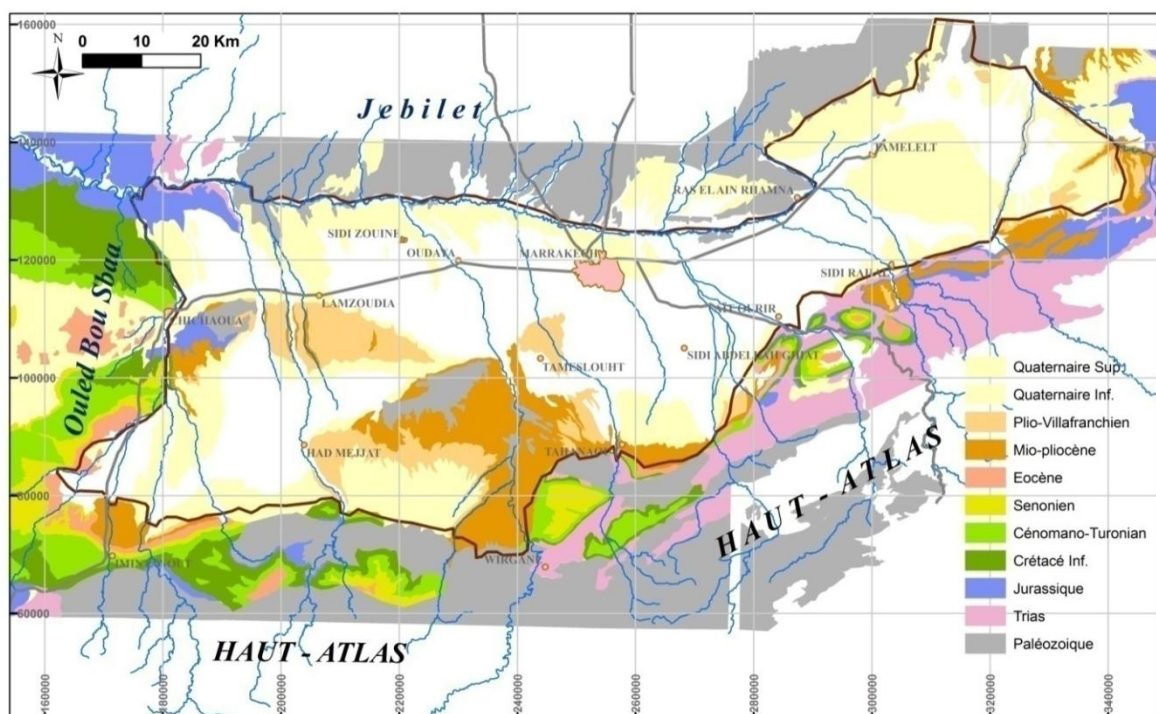 160000
N
0 10 20 Km
Jebilet
140000
TAMELELT
RAS EL AIN RHAMNA
SIDI ZOUINE
OUDAYA
MARRAKECH
120000
SIDI RAHAL
LAMZOUDIA
AIT OURIR
CHICHAOUA
Ouled Bou Sbaa
SIDI ABDELLAH GHIAT
TAMESLOUHT
100000
HAD MEJJAT
TAHANAOUT
80000
HAUT - ATLAS
IMINTANOUT
WIRGANE
60000
HAUT - ATLAS
Quaternaire Sup.
Quaternaire Inf.
Plio-Villafranchien
Mio-pliocène
Eocène
Senonien
Cénomano-Turonian
Crétacé Inf.
Jurassique
Trias
Paléozoique
160000 180000 200000 220000 240000 260000 280000 300000 320000 340000